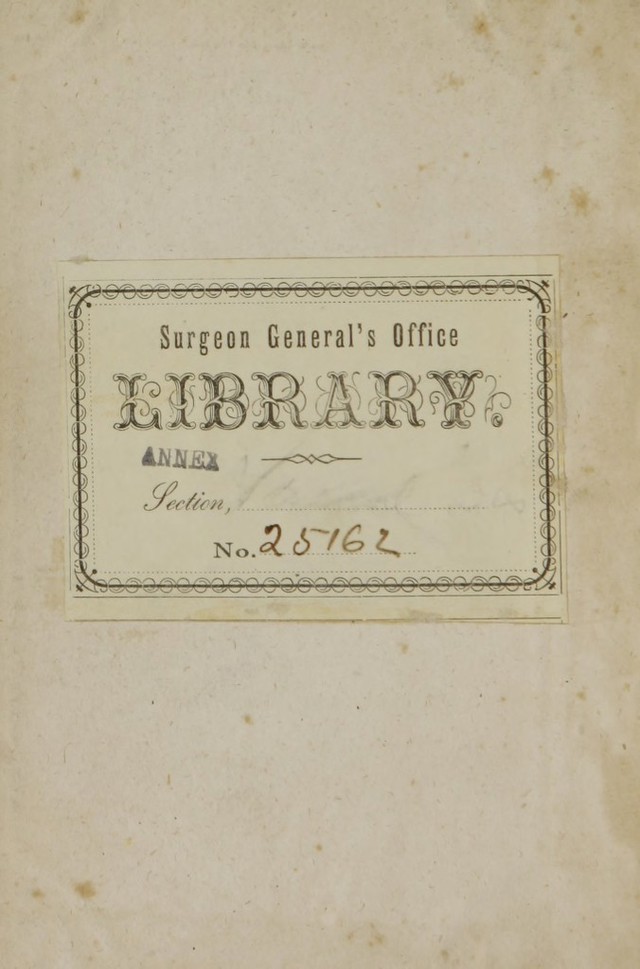 Surgeon General's Office
LIBRARY.
ANNEX
Section,
No. 25162